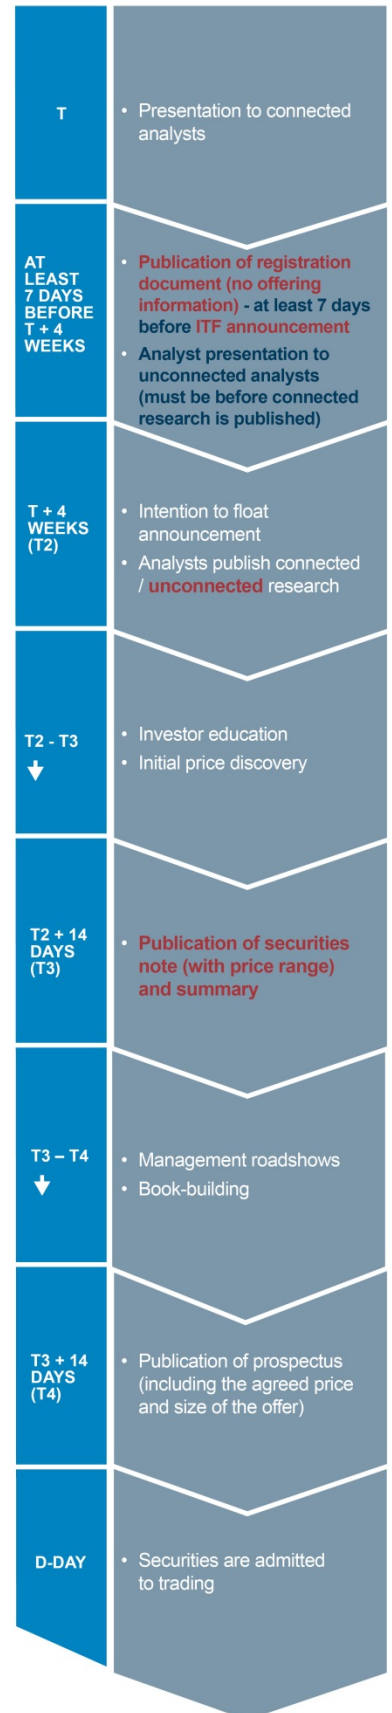 T
• Presentation to connected
analysts
AT
LEAST
7 DAYS
BEFORE
T + 4
WEEKS
• Publication of registration
document (no offering
information) - at least 7 days
before ITF announcement
• Analyst presentation to
unconnected analysts
(must be before connected
research is published)
T + 4
WEEKS
(T2)
• Intention to float
announcement
• Analysts publish connected
/ unconnected research
T2 - T3
• Investor education
• Initial price discovery
T2 + 14
DAYS
(T3)
• Publication of securities
note (with price range)
and summary
T3 – T4
• Management roadshows
• Book-building
T3 + 14
DAYS
(T4)
• Publication of prospectus
(including the agreed price
and size of the offer)
D-DAY
• Securities are admitted
to trading